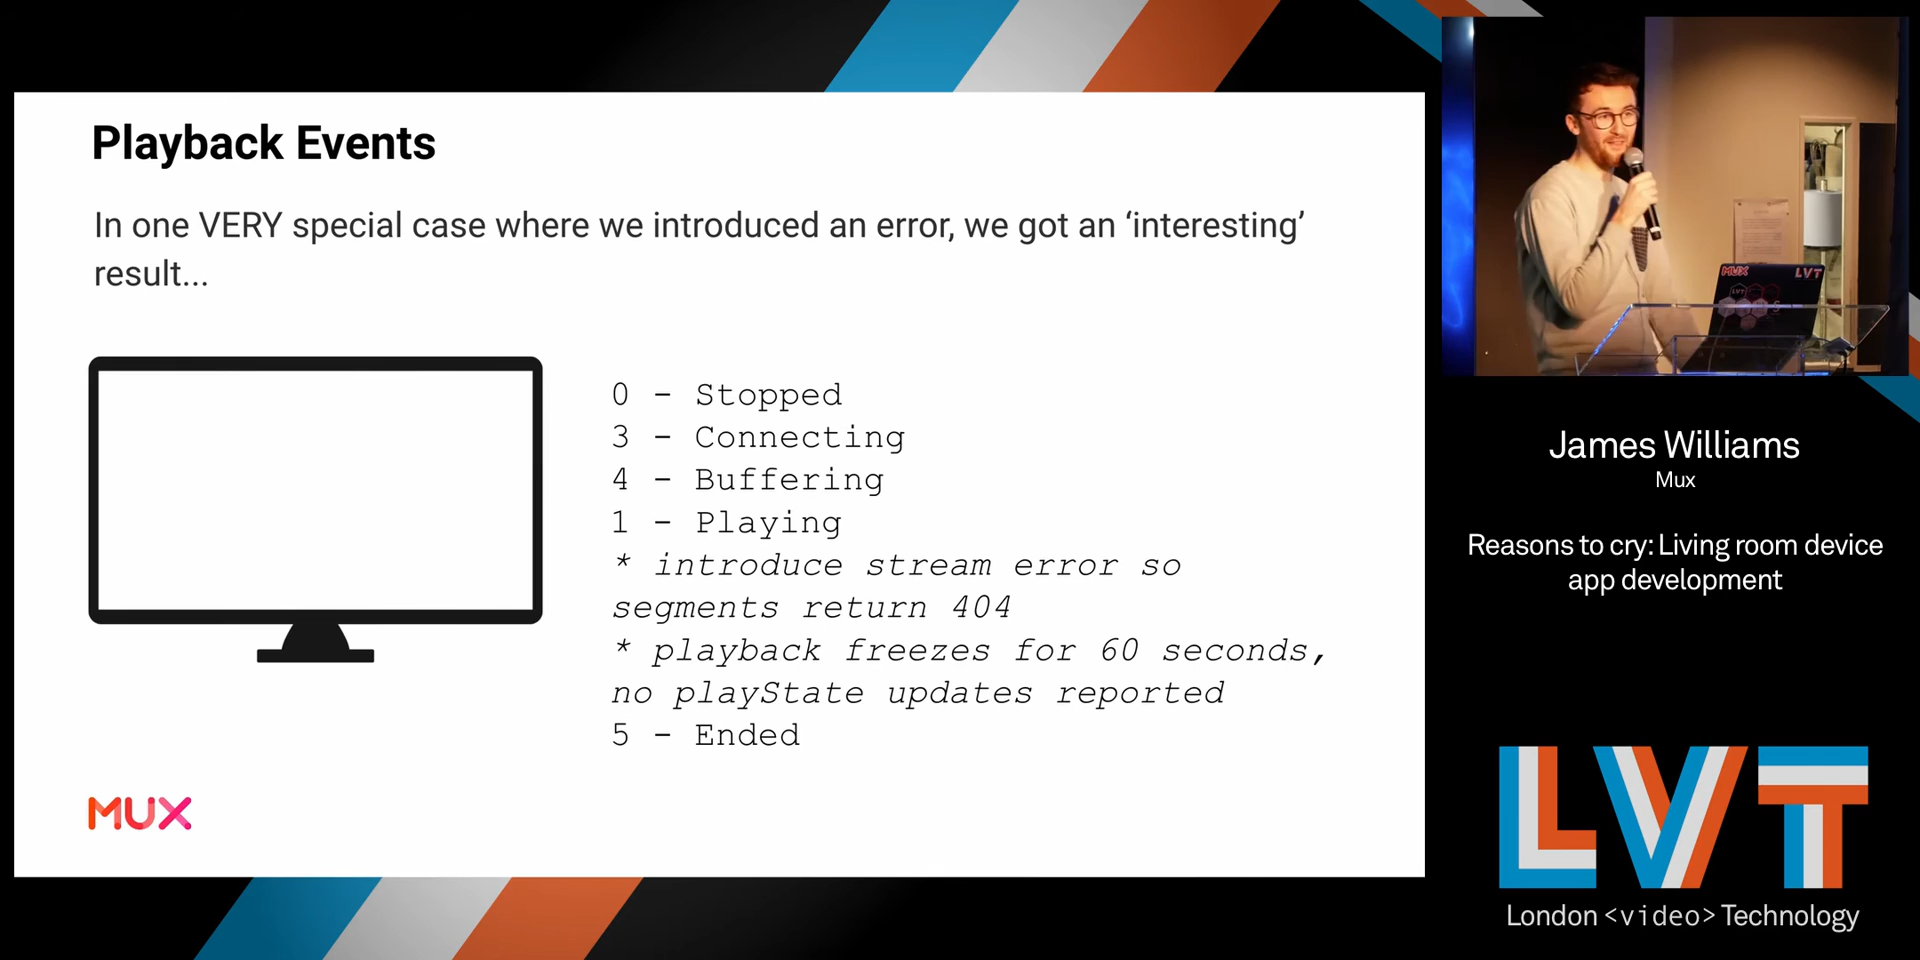 Playback Events
In one VERY special case where we introduced an error, we got an ‘interesting’
result...
0 - Stopped
3 - Connecting
4 - Buffering
1 - Playing
* introduce stream error so
segments return 404
* playback freezes for 60 seconds,
no playState updates reported
5 - Ended
MUX
MUX
LVT
James Williams
Mux
Reasons to cry: Living room device
app development
LVT
London <video> Technology